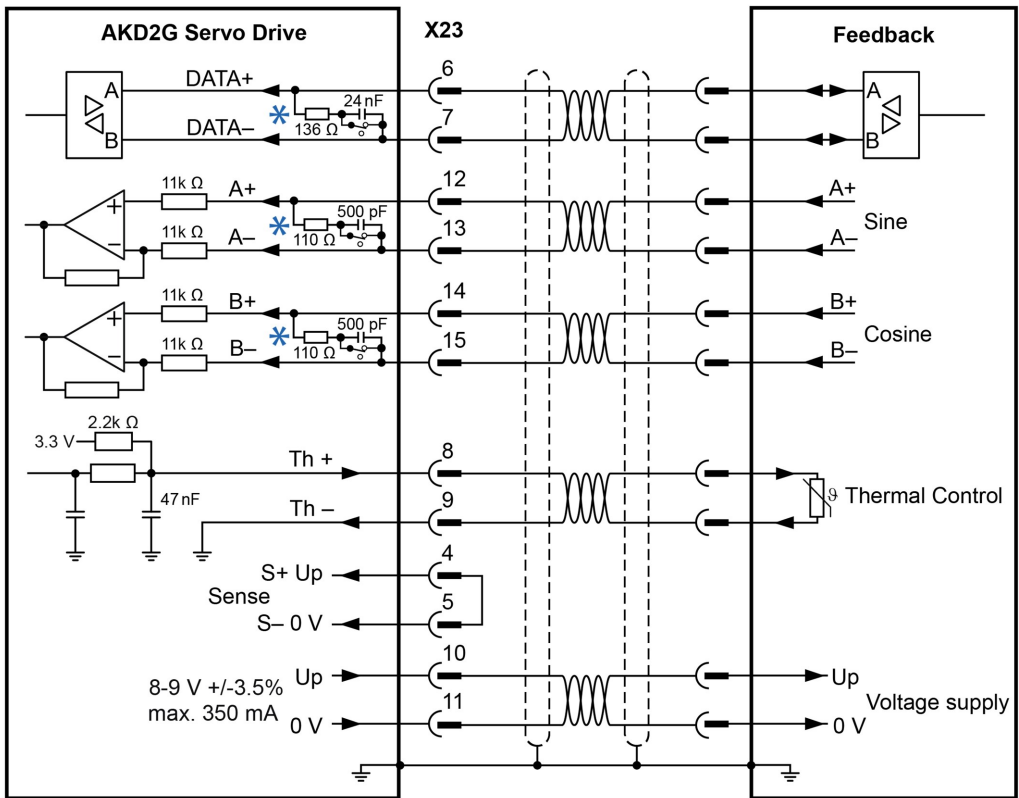 AKD2G Servo Drive
X23
Feedback
DATA+
6
A
24 nF
A
*
136 Ω
7
DATA–
B
B
11k Ω
A+
12
A+
+
500 pF
*
110 Ω
Sine
11k Ω
A–
13
A–
–
11k Ω
B+
14
B+
+
500 pF
*
110 Ω
Cosine
11k Ω
B–
15
B–
–
2.2k Ω
3.3 V
Th +
8
47 nF
ϑ Thermal Control
Th –
9
S+ Up
4
Sense
S– 0 V
5
Up
10
Up
8-9 V +/-3.5%
max. 350 mA
Voltage supply
0 V
11
0 V